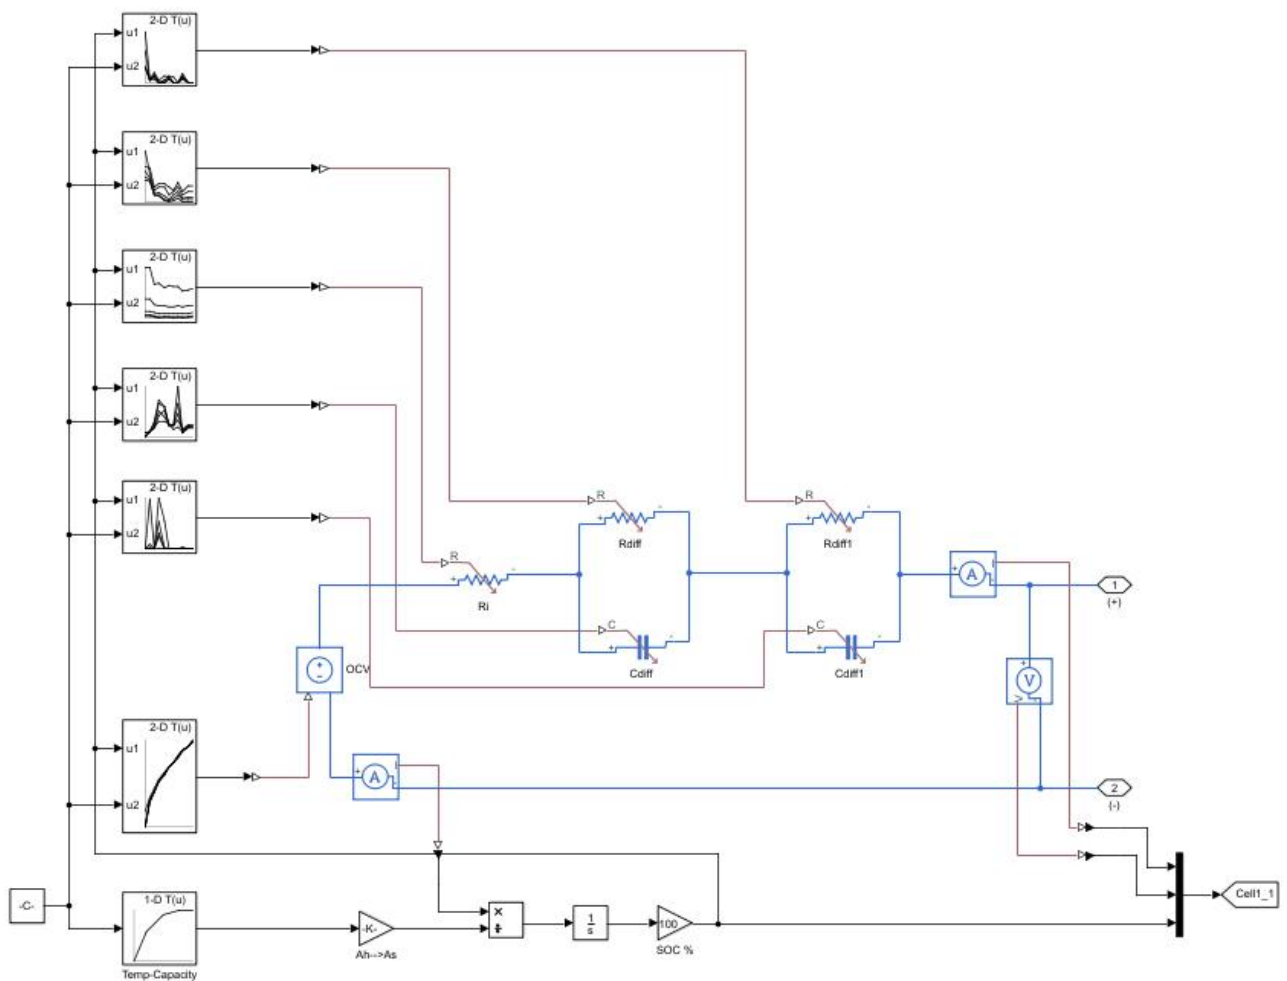 2-D T(u)
u1
u2
2-D T(u)
u1
u2
2-D T(u)
u1
u2
2-D T(u)
u1
u2
2-D T(u)
u1
u2
R
+ -
Rdiff
R
+ -
Rdiff1
R
+ -
Ri
C
+ -
Cdiff
C
+ -
Cdiff1
+ A I -
1
(+)
+
-
OCV
+
V
V -
2-D T(u)
u1
u2
+ A I -
2
(-)
-C-
1-D T(u)
Temp-Capacity
-K-
Ah-->As
×
÷
1
s
100
SOC %
Cell1_1